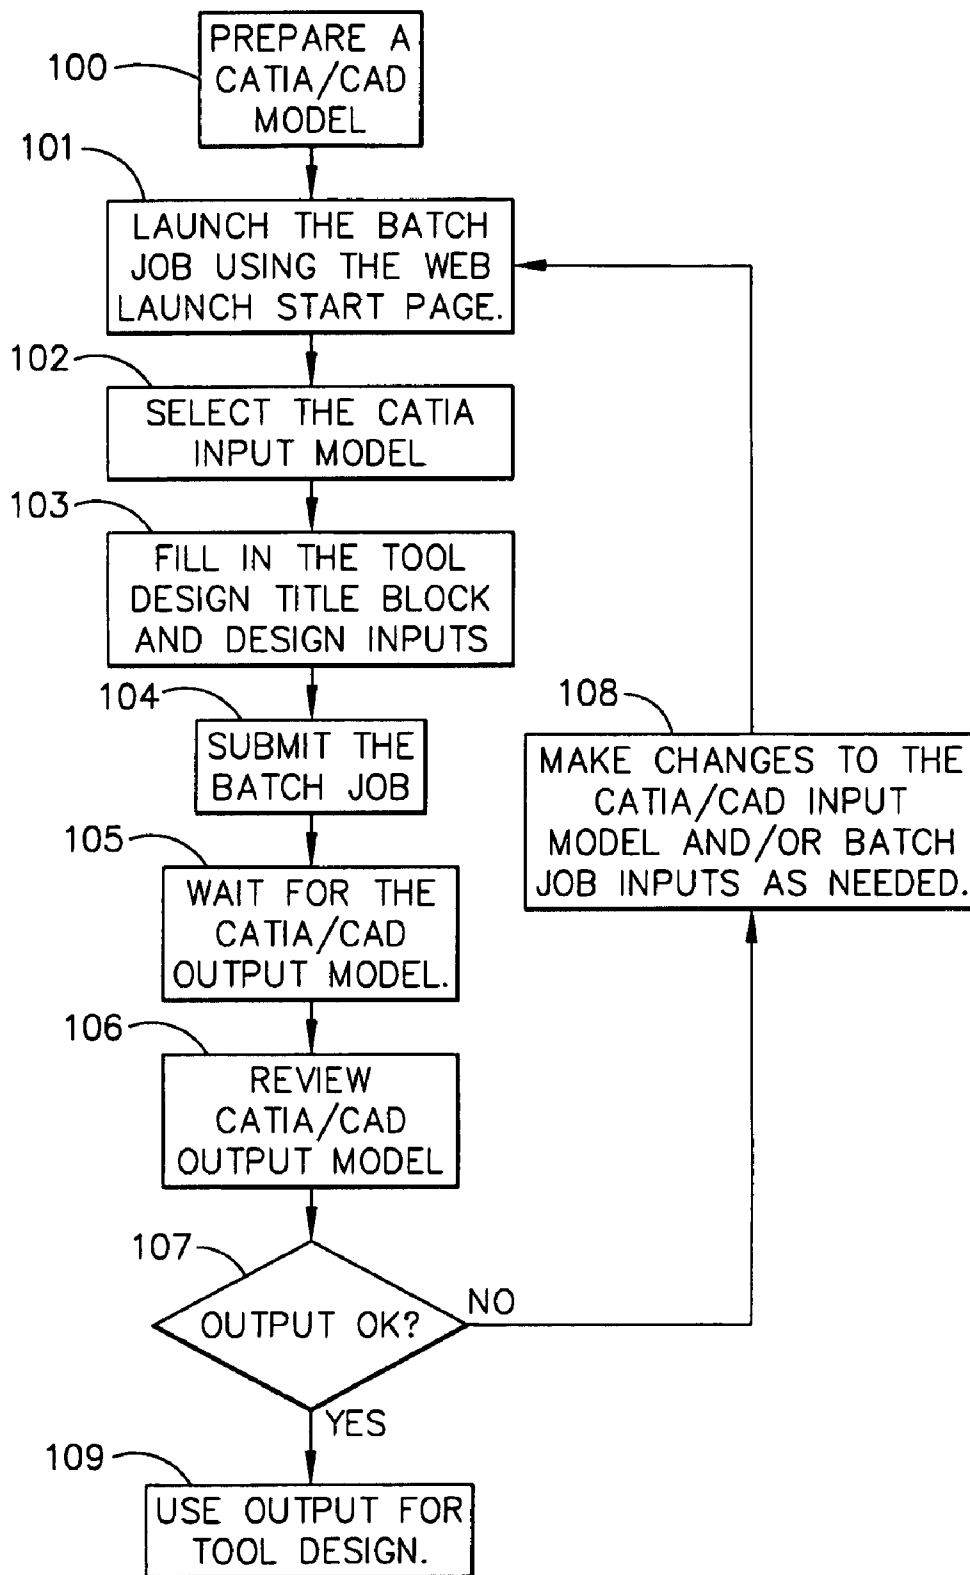 100
PREPARE A
CATIA/CAD
MODEL
101
LAUNCH THE BATCH
JOB USING THE WEB
LAUNCH START PAGE.
102
SELECT THE CATIA
INPUT MODEL
103
FILL IN THE TOOL
DESIGN TITLE BLOCK
AND DESIGN INPUTS
104
SUBMIT THE
BATCH JOB
105
WAIT FOR THE
CATIA/CAD
OUTPUT MODEL.
106
REVIEW
CATIA/CAD
OUTPUT MODEL
107
OUTPUT OK?
NO
108
MAKE CHANGES TO THE
CATIA/CAD INPUT
MODEL AND/OR BATCH
JOB INPUTS AS NEEDED.
YES
109
USE OUTPUT FOR
TOOL DESIGN.